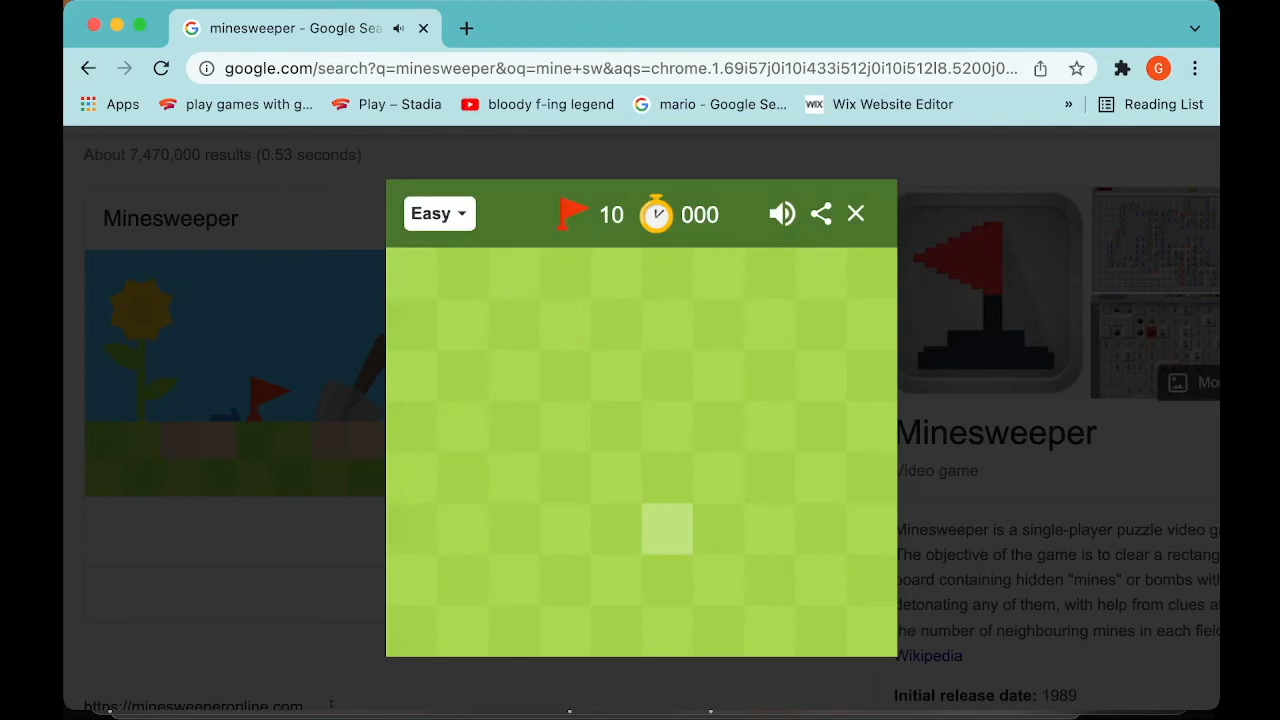 minesweeper - Google Sea
google.com/search?q=minesweeper&oq=mine+sw&aqs=chrome.1.69i57j0i10i433i512j0i10i512l8.5200j0...
Apps play games with g... Play – Stadia bloody f-ing legend mario - Google Se... WIX Wix Website Editor » Reading List
G
About 7,470,000 results (0.53 seconds)
Minesweeper
Easy 10 000
Mo
Minesweeper
Video game
Minesweeper is a single-player puzzle video g
The objective of the game is to clear a rectang
board containing hidden "mines" or bombs with
detonating any of them, with help from clues a
the number of neighbouring mines in each field
Wikipedia
Initial release date: 1989
https://minesweeperonline.com